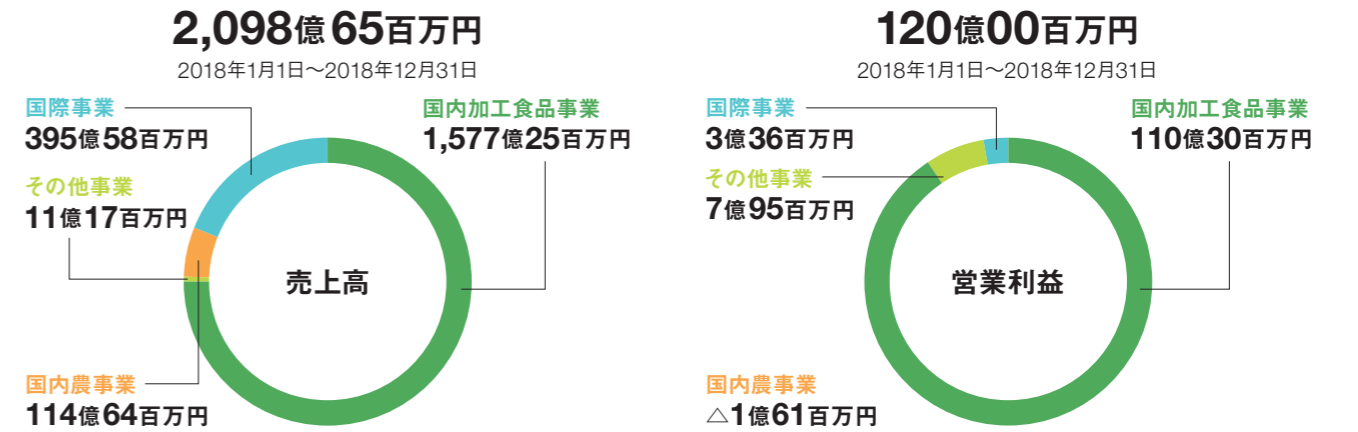 2,098億65百万円
2018年1月1日〜2018年12月31日
国際事業
395億58百万円
国内加工食品事業
1,577億25百万円
その他事業
11億17百万円
売上高
国内農事業
114億64百万円
120億00百万円
2018年1月1日〜2018年12月31日
国際事業
3億36百万円
国内加工食品事業
110億30百万円
その他事業
7億95百万円
営業利益
国内農事業
△1億61百万円